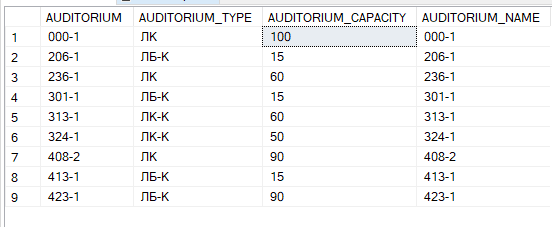 AUDITORIUM AUDITORIUM_TYPE AUDITORIUM_CAPACITY AUDITORIUM_NAME
1 000-1 ЛК 100 000-1
2 206-1 ЛБ-К 15 206-1
3 236-1 ЛК 60 236-1
4 301-1 ЛБ-К 15 301-1
5 313-1 ЛК-К 60 313-1
6 324-1 ЛК-К 50 324-1
7 408-2 ЛК 90 408-2
8 413-1 ЛБ-К 15 413-1
9 423-1 ЛБ-К 90 423-1